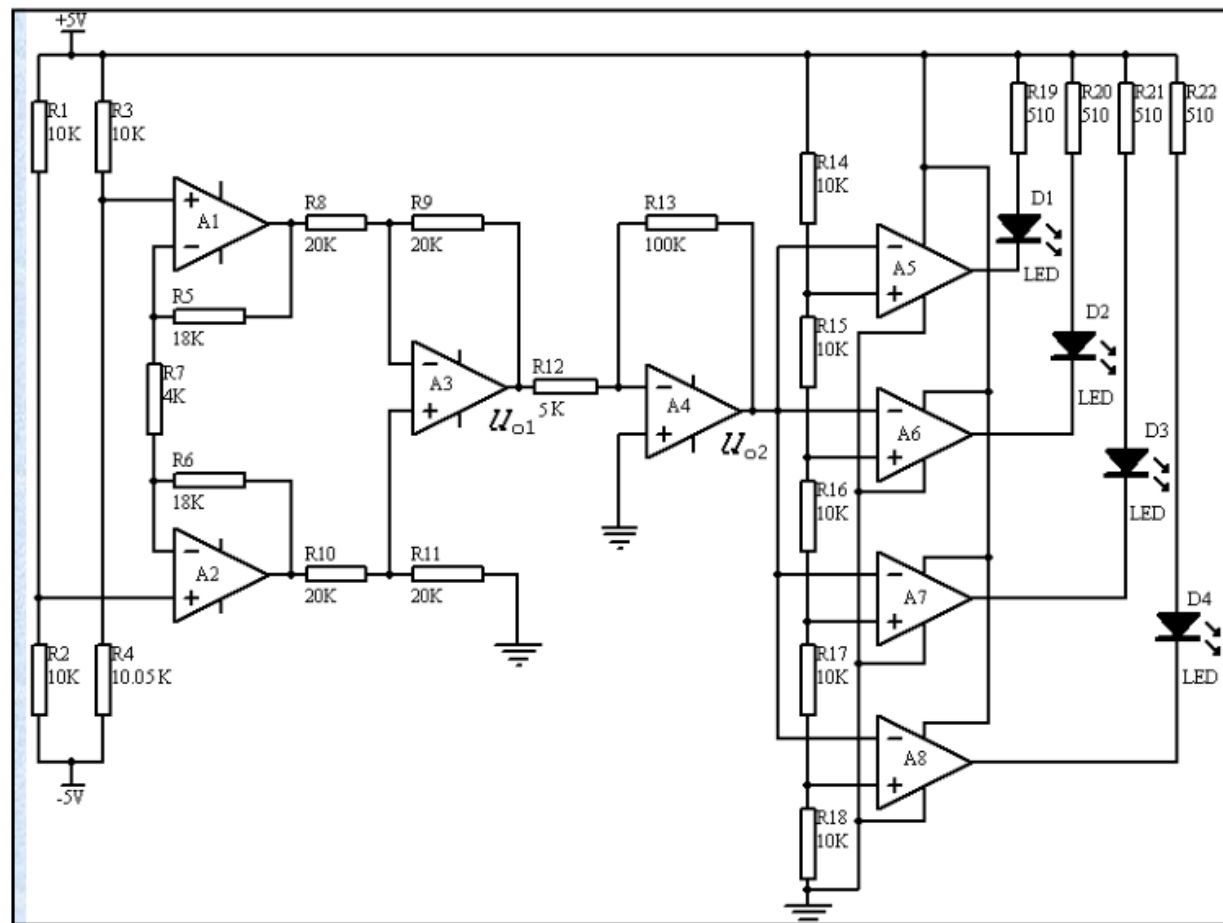 +5V
R1
10K
R3
10K
R19
510
R20
510
R21
510
R22
510
R14
10K
A1
R8
20K
R9
20K
R13
100K
D1
LED
A5
R5
18K
R15
10K
D2
LED
R7
4K
A3
u_o1
R12
5K
A4
u_o2
A6
D3
LED
R6
18K
R16
10K
A2
R10
20K
R11
20K
A7
D4
LED
R2
10K
R4
10.05K
R17
10K
A8
-5V
R18
10K